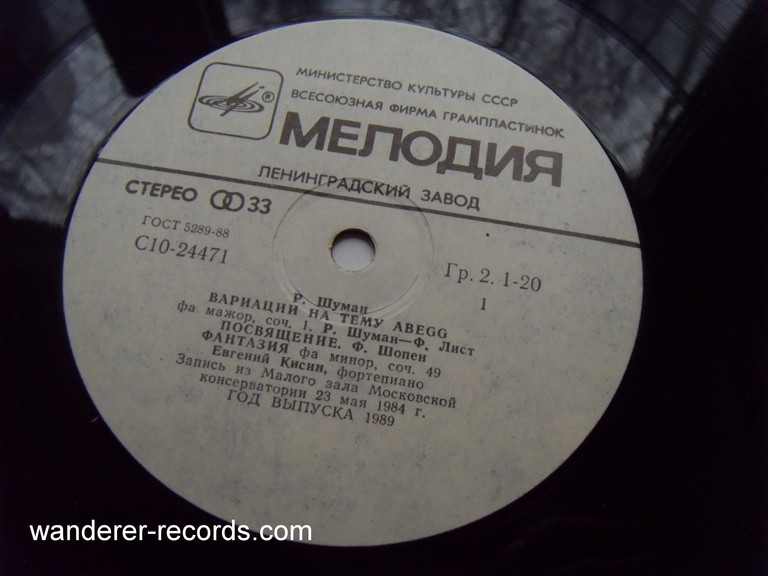 МИНИСТЕРСТВО КУЛЬТУРЫ СССР
ВСЕСОЮЗНАЯ ФИРМА ГРАМПЛАСТИНОК
®
МЕЛОДИЯ
ЛЕНИНГРАДСКИЙ ЗАВОД
СТЕРЕО 33
ГОСТ 5289-88
С10-24471
Гр. 2. 1-20
1
Р. Шуман
ВАРИАЦИИ НА ТЕМУ ABEGG
фа мажор, соч. 1. Р. Шуман—Ф. Лист
ПОСВЯЩЕНИЕ. Ф. Шопен
ФАНТАЗИЯ фа минор, соч. 49
Евгений Кисин, фортепиано
Запись из Малого зала Московской
консерватории 23 мая 1984 г.
ГОД ВЫПУСКА 1989
wanderer-records.com